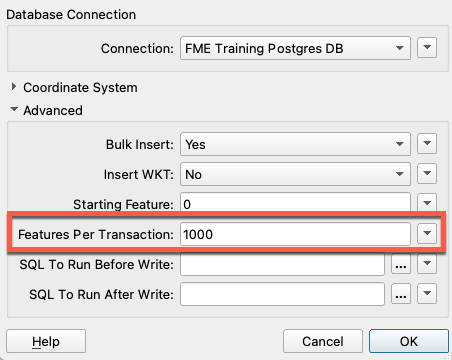 Database Connection
Connection: FME Training Postgres DB
Coordinate System
Advanced
Bulk Insert: Yes
Insert WKT: No
Starting Feature: 0
Features Per Transaction: 1000
SQL To Run Before Write: ...
SQL To Run After Write: ...
Help Cancel OK